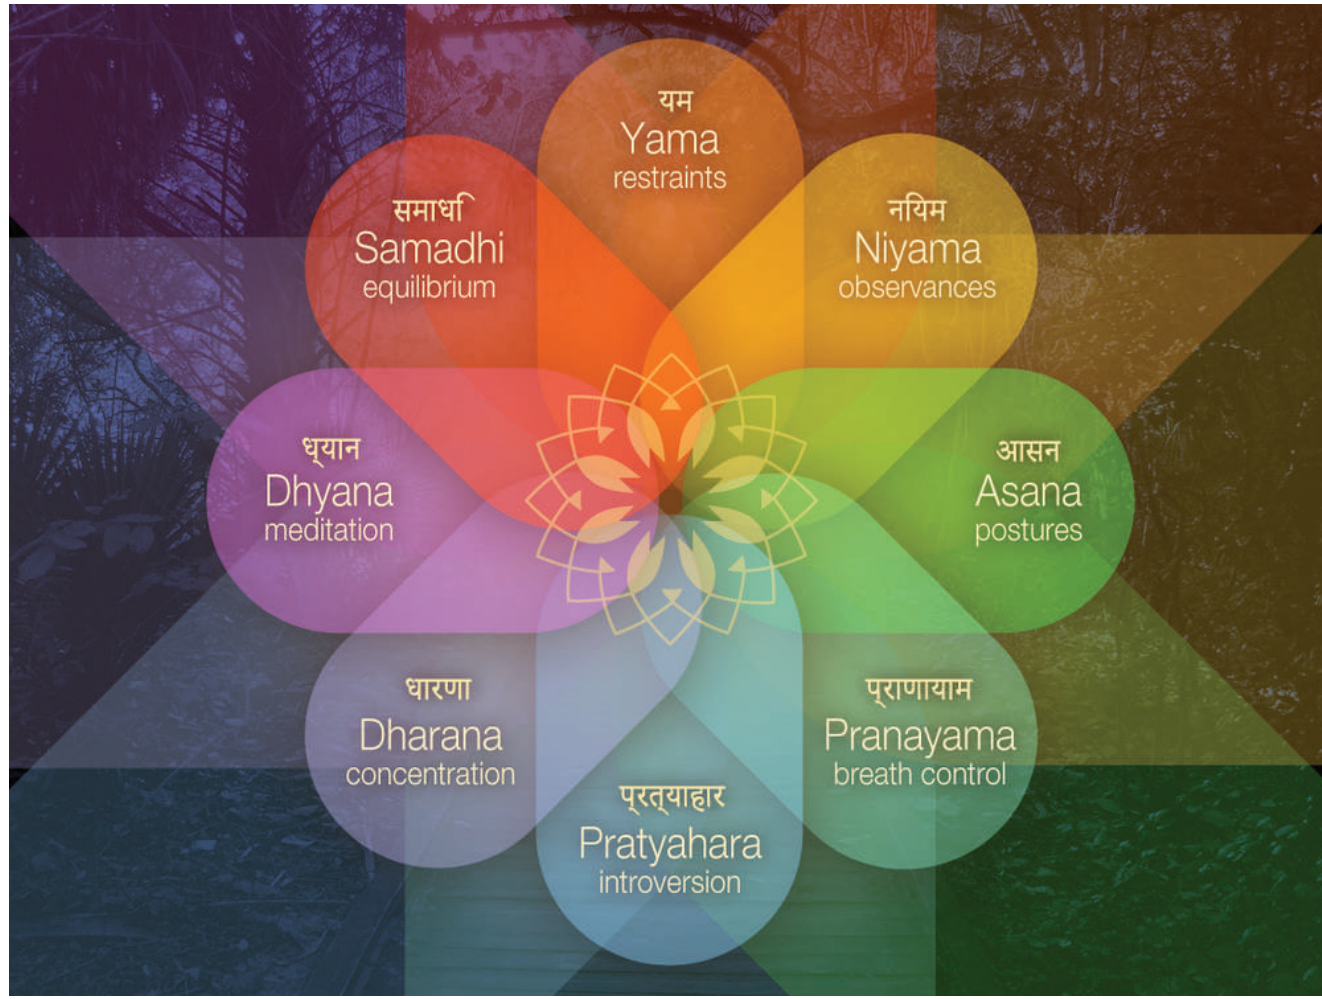 यम
Yama
restraints
नयिम
Niyama
observances
आसन
Asana
postures
प्‌राणायाम
Pranayama
breath control
प्‌रत्‌याहार
Pratyahara
introversion
धारणा
Dharana
concentration
ध्‌यान
Dhyana
meditation
समाधि
Samadhi
equilibrium